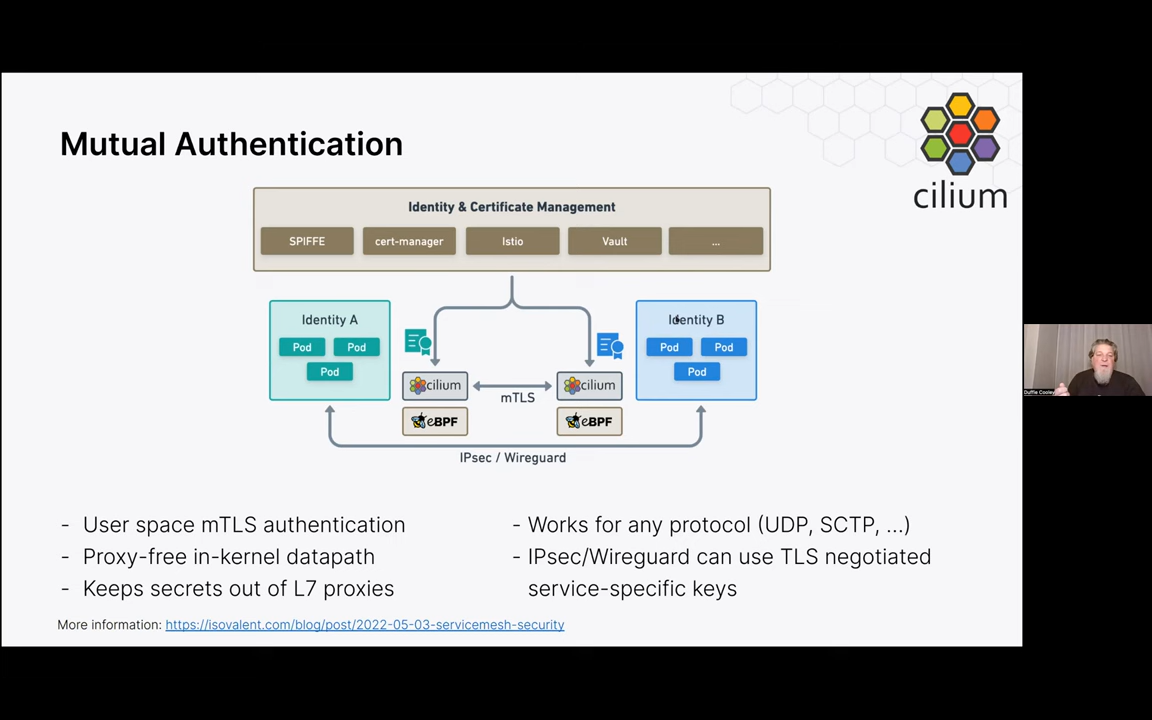 Mutual Authentication
cilium
Identity & Certificate Management
SPIFFE
cert-manager
Istio
Vault
...
Identity A
Pod
Pod
Pod
Identity B
Pod
Pod
Pod
cilium
mTLS
cilium
eBPF
eBPF
IPsec / Wireguard
- User space mTLS authentication
- Proxy-free in-kernel datapath
- Keeps secrets out of L7 proxies
- Works for any protocol (UDP, SCTP, ...)
- IPsec/Wireguard can use TLS negotiated
service-specific keys
More information: https://isovalent.com/blog/post/2022-05-03-servicemesh-security
Duffie Cooley